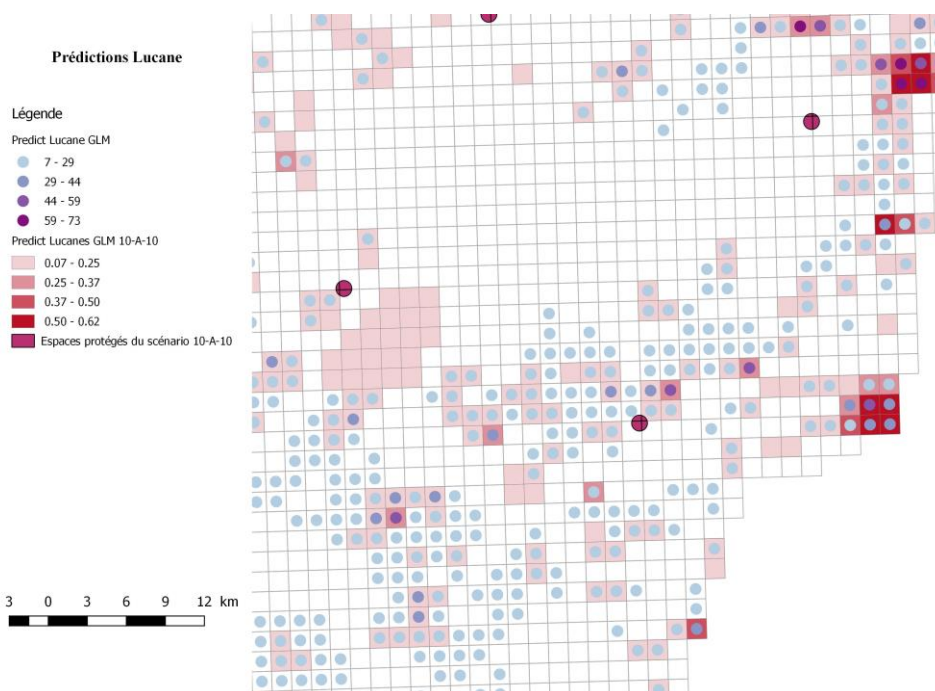 Prédictions Lucane
Légende
Predict Lucane GLM
7 - 29
29 - 44
44 - 59
59 - 73
Predict Lucanes GLM 10-A-10
0.07 - 0.25
0.25 - 0.37
0.37 - 0.50
0.50 - 0.62
Espaces protégés du scénario 10-A-10
3 0 3 6 9 12 km